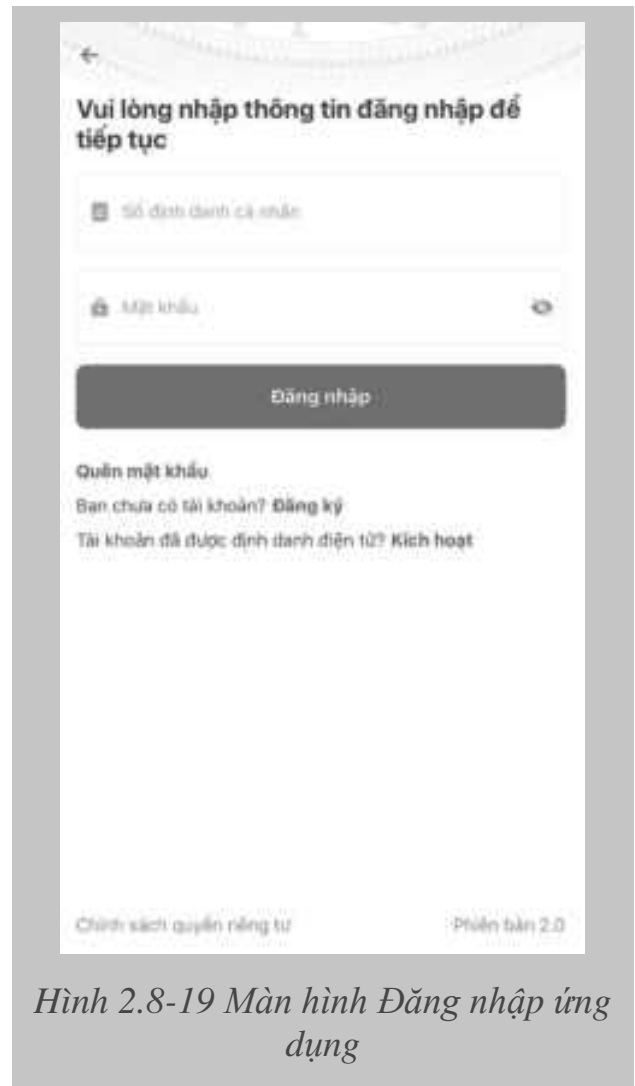 Vui lòng nhập thông tin đăng nhập để
tiếp tục
Số định danh cá nhân
Mật khẩu
Đăng nhập
Quên mật khẩu
Bạn chưa có tài khoản? Đăng ký
Tài khoản đã được định danh điện tử? Kích hoạt
Chính sách quyền riêng tư
Phiên bản 2.0
Hình 2.8-19 Màn hình Đăng nhập ứng
dụng